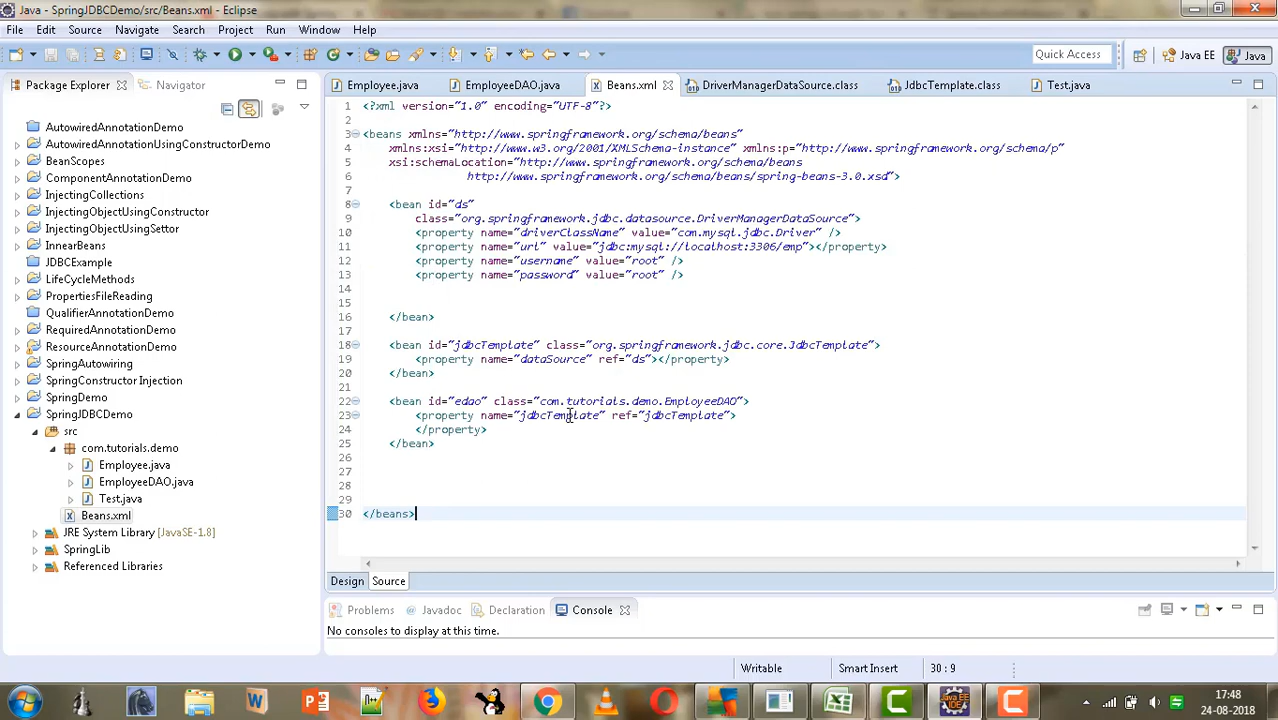 Java - SpringJDBCDemo/src/Beans.xml - Eclipse
File Edit Source Navigate Search Project Run Window Help
Quick Access Java EE Java
Package Explorer Navigator
AutowiredAnnotationDemo
AutowiredAnnotationUsingConstructorDemo
BeanScopes
ComponentAnnotationDemo
InjectingCollections
InjectingObjectUsingConstructor
InjectingObjectUsingSettor
InnearBeans
JDBCExample
LifeCycleMethods
PropertiesFileReading
QualifierAnnotationDemo
RequiredAnnotationDemo
ResourceAnnotationDemo
SpringAutowiring
SpringConstructor Injection
SpringDemo
SpringJDBCDemo
src
com.tutorials.demo
Employee.java
EmployeeDAO.java
Test.java
Beans.xml
JRE System Library [JavaSE-1.8]
SpringLib
Referenced Libraries
Employee.java EmployeeDAO.java Beans.xml DriverManagerDataSource.class JdbcTemplate.class Test.java
1 <?xml version="1.0" encoding="UTF-8"?>
2
3 <beans xmlns="http://www.springframework.org/schema/beans"
4 xmlns:xsi="http://www.w3.org/2001/XMLSchema-instance" xmlns:p="http://www.springframework.org/schema/p"
5 xsi:schemaLocation="http://www.springframework.org/schema/beans
6 http://www.springframework.org/schema/beans/spring-beans-3.0.xsd">
7
8 <bean id="ds"
9 class="org.springframework.jdbc.datasource.DriverManagerDataSource">
10 <property name="driverClassName" value="com.mysql.jdbc.Driver" />
11 <property name="url" value="jdbc:mysql://localhost:3306/emp"></property>
12 <property name="username" value="root" />
13 <property name="password" value="root" />
14
15
16 </bean>
17
18 <bean id="jdbcTemplate" class="org.springframework.jdbc.core.JdbcTemplate">
19 <property name="dataSource" ref="ds"></property>
20 </bean>
21
22 <bean id="edao" class="com.tutorials.demo.EmployeeDAO">
23 <property name="jdbcTemplate" ref="jdbcTemplate">
24 </property>
25 </bean>
26
27
28
29
30 </beans>
Design Source
Problems Javadoc Declaration Console
No consoles to display at this time.
Writable Smart Insert 30 : 9
17:48
24-08-2018